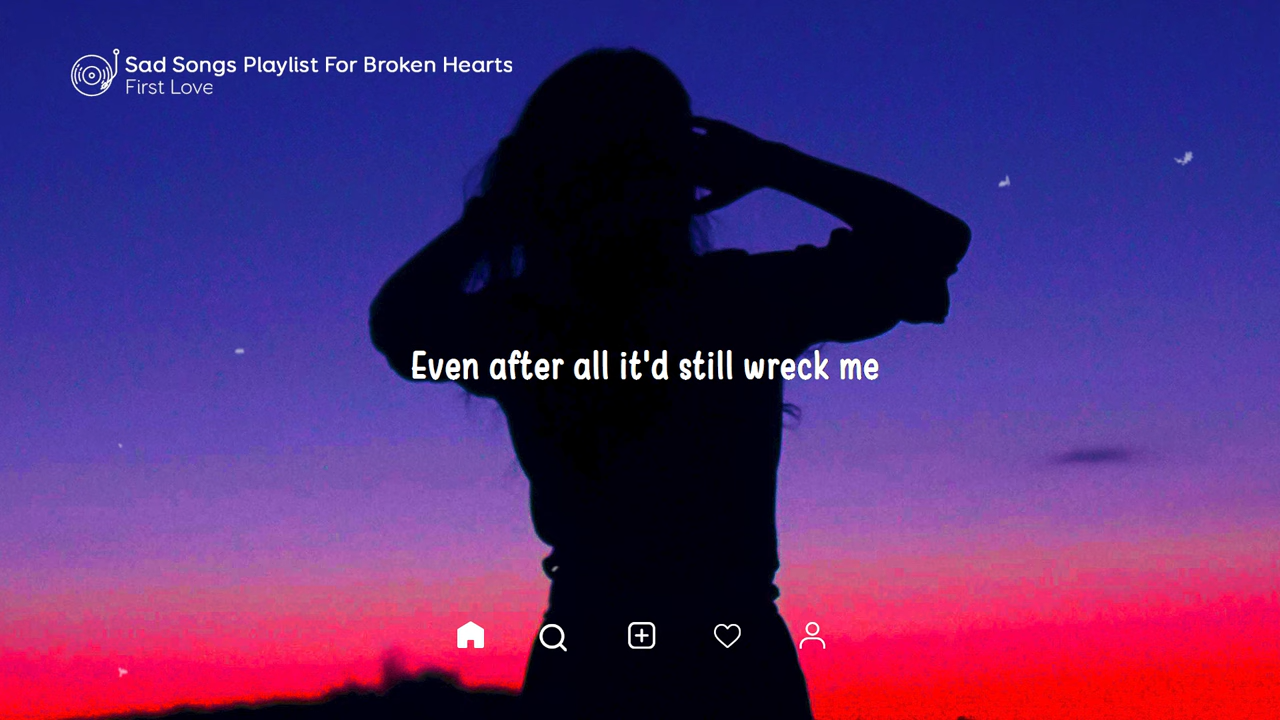 Sad Songs Playlist For Broken Hearts
First Love
Even after all it'd still wreck me